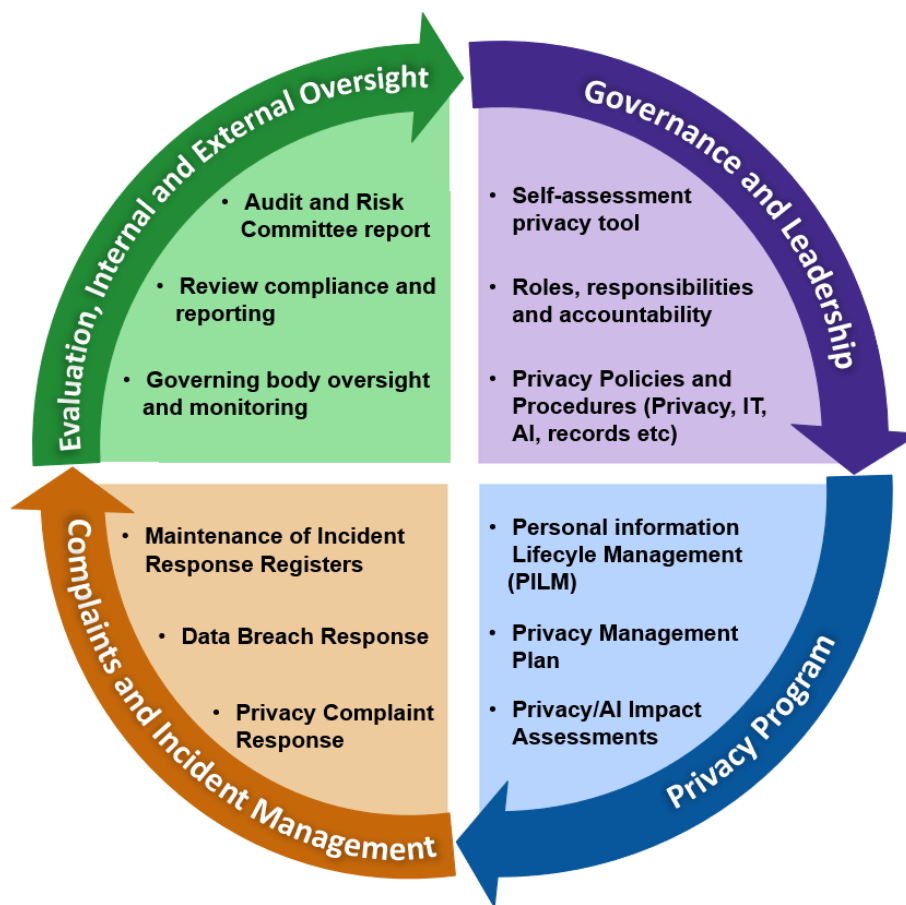 Evaluation, Internal and External Oversight
• Audit and Risk
Committee report
• Review compliance and
reporting
• Governing body oversight
and monitoring
Governance and Leadership
• Self-assessment
privacy tool
• Roles, responsibilities
and accountability
• Privacy Policies and
Procedures (Privacy, IT,
AI, records etc)
Privacy Program
• Personal information
Lifecyle Management
(PILM)
• Privacy Management
Plan
• Privacy/AI Impact
Assessments
Complaints and Incident Management
• Maintenance of Incident
Response Registers
• Data Breach Response
• Privacy Complaint
Response